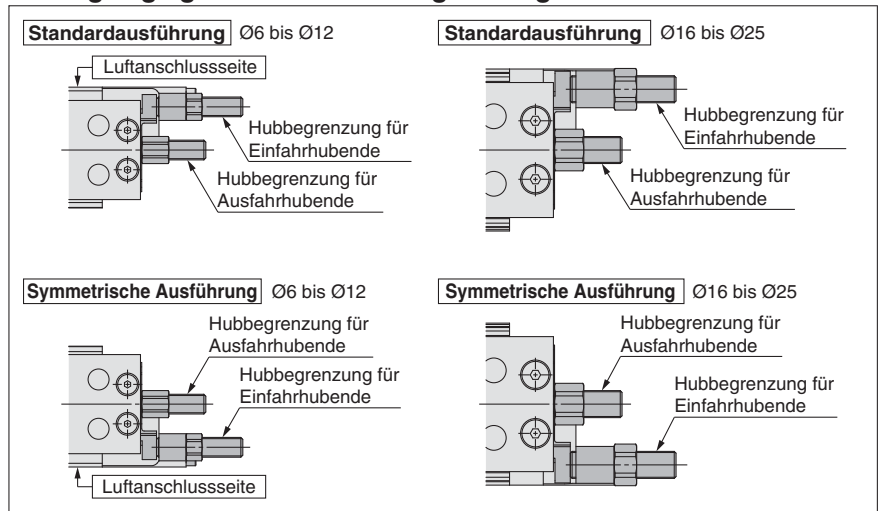 Standardausführung Ø6 bis Ø12
Luftanschlussseite
Hubbegrenzung für
Einfahrhubende
Hubbegrenzung für
Ausfahrhubende
Standardausführung Ø16 bis Ø25
Hubbegrenzung für
Einfahrhubende
Hubbegrenzung für
Ausfahrhubende
Symmetrische Ausführung Ø6 bis Ø12
Hubbegrenzung für
Ausfahrhubende
Hubbegrenzung für
Einfahrhubende
Luftanschlussseite
Symmetrische Ausführung Ø16 bis Ø25
Hubbegrenzung für
Ausfahrhubende
Hubbegrenzung für
Einfahrhubende